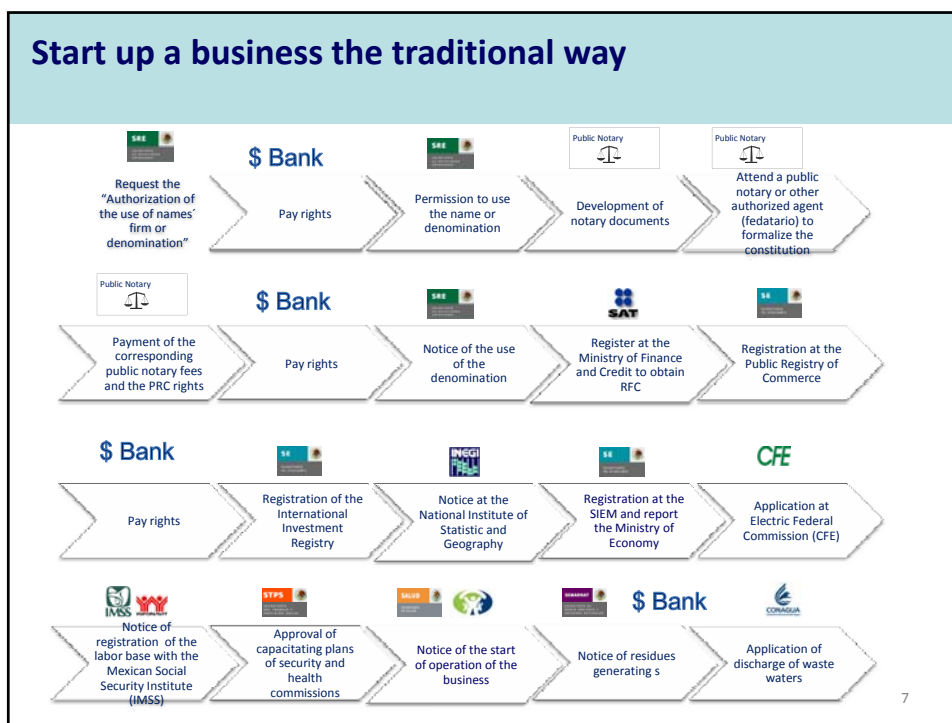 Start up a business the traditional way
SRE
$ Bank
SRE
Public Notary
Public Notary
Request the
“Authorization of
the use of names´
firm or
denomination”
Pay rights
Permission to use
the name or
denomination
Development of
notary documents
Attend a public
notary or other
authorized agent
(fedatario) to
formalize the
constitution
Public Notary
$ Bank
SRE
SAT
SE
Payment of the
corresponding
public notary fees
and the PRC rights
Pay rights
Notice of the use
of the
denomination
Register at the
Ministry of Finance
and Credit to obtain
RFC
Registration at the
Public Registry of
Commerce
$ Bank
SE
INEGI
SE
CFE
Pay rights
Registration of the
International
Investment
Registry
Notice at the
National Institute of
Statistic and
Geography
Registration at the
SIEM and report
the Ministry of
Economy
Application at
Electric Federal
Commission (CFE)
IMSS
STPS
SALUD
SEMARNAT
$ Bank
CONAGUA
Notice of
registration of the
labor base with the
Mexican Social
Security Institute
(IMSS)
Approval of
capacitating plans
of security and
health
commissions
Notice of the start
of operation of the
business
Notice of residues
generating s
Application of
discharge of waste
waters
7